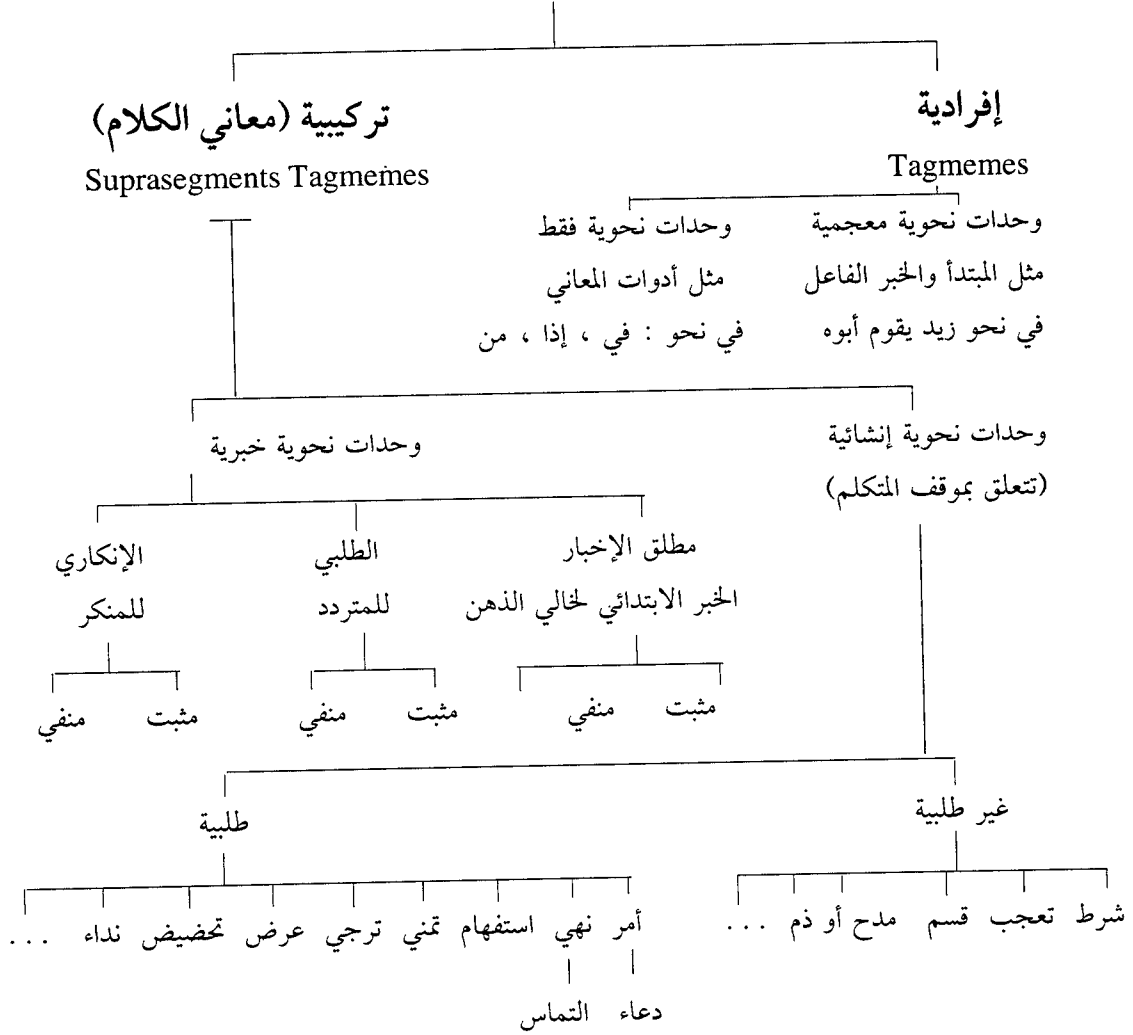 إفرادية
تركيبية (معاني الكلام)
Tagmemes
Suprasegments Tagmemes
وحدات نحوية معجمية
مثل المبتدأ والخبر الفاعل
في نحو زيد يقوم أبوه
وحدات نحوية فقط
مثل أدوات المعاني
في نحو : في ، إذا ، من
وحدات نحوية إنشائية
(تتعلق بموقف المتكلم)
وحدات نحوية خبرية
مطلق الإخبار
الخبر الابتدائي لخالي الذهن
الطلبي
للمتردد
الإنكاري
للمنكر
مثبت منفي
مثبت منفي
مثبت منفي
غير طلبية
طلبية
شرط تعجب قسم مدح أو ذم ...
أمر نهي استفهام تمني ترجي عرض تحضيض نداء ...
دعاء التماس